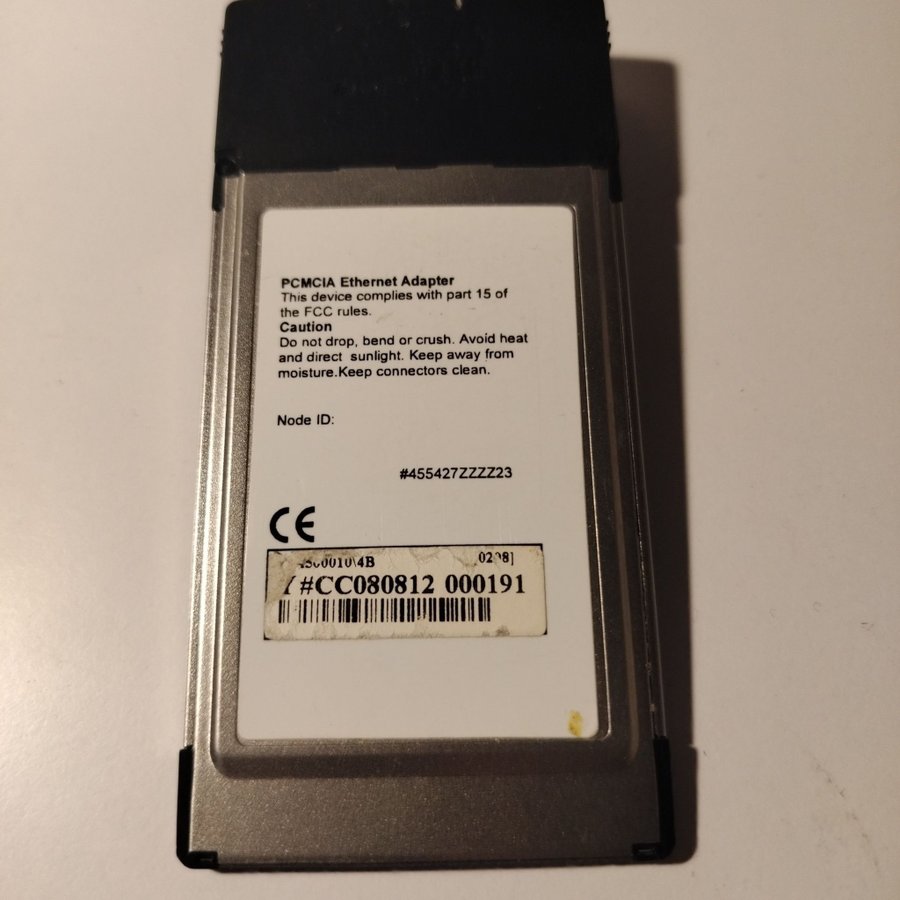 PCMCIA Ethernet Adapter
This device complies with part 15 of
the FCC rules.
Caution
Do not drop, bend or crush. Avoid heat
and direct sunlight. Keep away from
moisture.Keep connectors clean.
Node ID:
#455427ZZZZ23
CE
#CC080812 000191